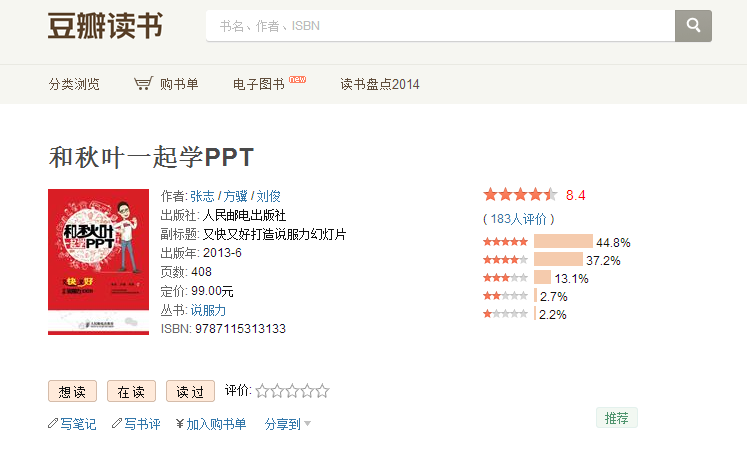 豆瓣读书
书名、作者、ISBN
分类浏览 购书单 电子图书 new 读书盘点2014
和秋叶一起学PPT
和秋叶
一起学PPT
作者: 张志 / 方骥 / 刘俊
出版社: 人民邮电出版社
副标题: 又快又好打造说服力幻灯片
出版年: 2013-6
页数: 408
定价: 99.00元
丛书: 说服力
ISBN: 9787115313133
8.4
( 183人评价 )
44.8%
37.2%
13.1%
2.7%
2.2%
想读 在读 读过 评价:
写笔记 写书评 ¥ 加入购书单 分享到
推荐